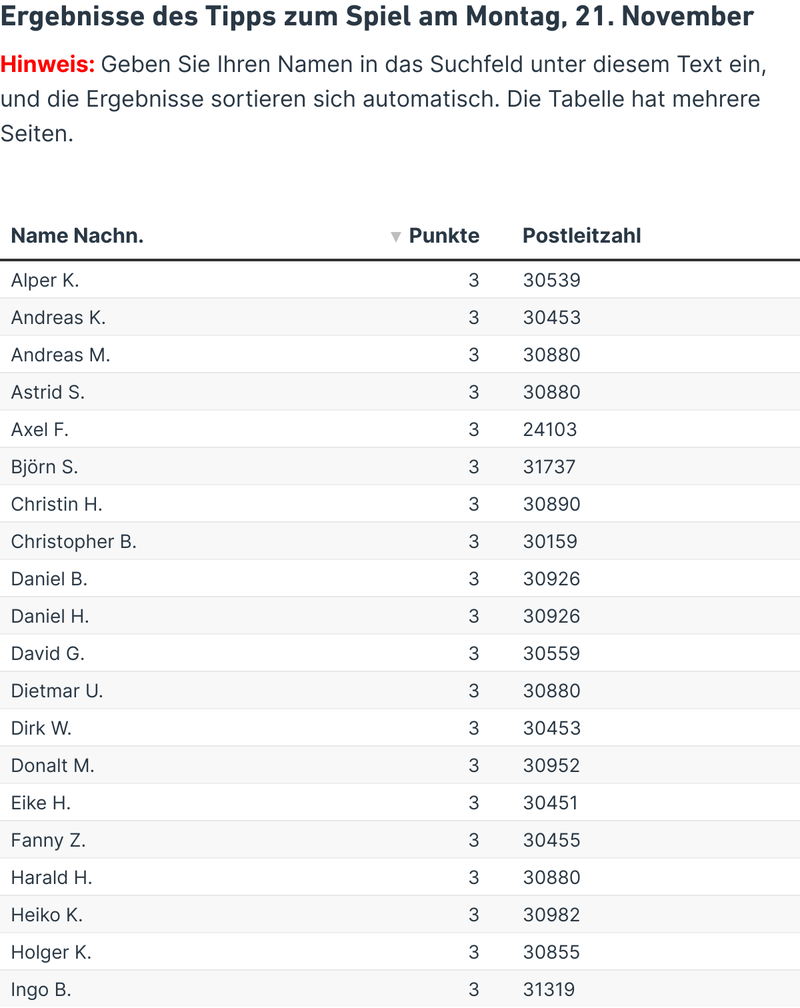 Ergebnisse des Tipps zum Spiel am Montag, 21. November
Hinweis: Geben Sie Ihren Namen in das Suchfeld unter diesem Text ein,
und die Ergebnisse sortieren sich automatisch. Die Tabelle hat mehrere
Seiten.
Name Nachn. ▼ Punkte Postleitzahl
Alper K. 3 30539
Andreas K. 3 30453
Andreas M. 3 30880
Astrid S. 3 30880
Axel F. 3 24103
Björn S. 3 31737
Christin H. 3 30890
Christopher B. 3 30159
Daniel B. 3 30926
Daniel H. 3 30926
David G. 3 30559
Dietmar U. 3 30880
Dirk W. 3 30453
Donalt M. 3 30952
Eike H. 3 30451
Fanny Z. 3 30455
Harald H. 3 30880
Heiko K. 3 30982
Holger K. 3 30855
Ingo B. 3 31319